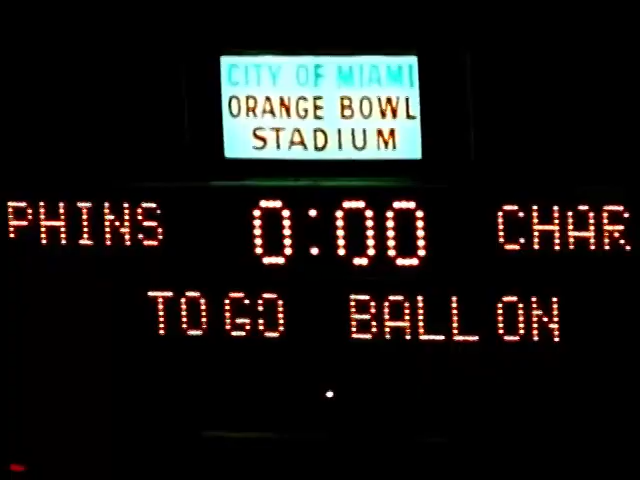 CITY OF MIAMI
ORANGE BOWL
STADIUM
PHINS 0:00 CHAR
TO GO BALL ON